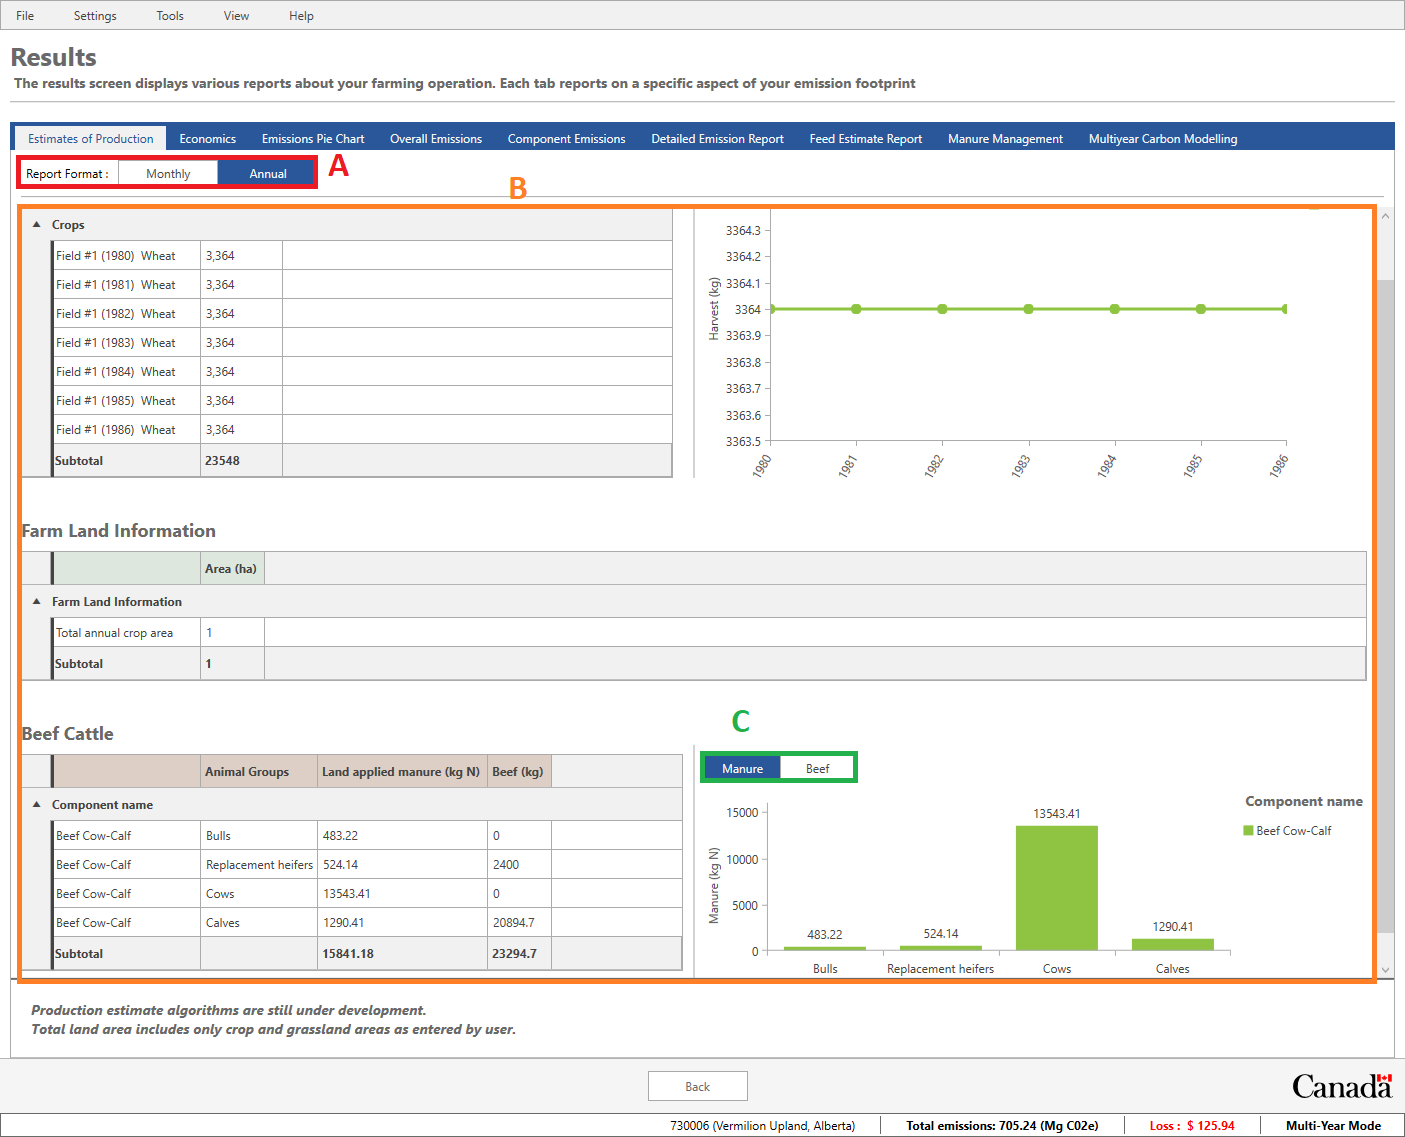 File Settings Tools View Help
Results
The results screen displays various reports about your farming operation. Each tab reports on a specific aspect of your emission footprint
Estimates of Production Economics Emissions Pie Chart Overall Emissions Component Emissions Detailed Emission Report Feed Estimate Report Manure Management Multiyear Carbon Modelling
Report Format : Monthly Annual A
B
Crops
Field #1 (1980) Wheat 3,364
Field #1 (1981) Wheat 3,364
Field #1 (1982) Wheat 3,364
Field #1 (1983) Wheat 3,364
Field #1 (1984) Wheat 3,364
Field #1 (1985) Wheat 3,364
Field #1 (1986) Wheat 3,364
Subtotal 23548
Harvest (kg)
3364.3
3364.2
3364.1
3364
3363.9
3363.8
3363.7
3363.6
3363.5
1980 1981 1982 1983 1984 1985 1986
Farm Land Information
Area (ha)
Farm Land Information
Total annual crop area 1
Subtotal 1
Beef Cattle
Animal Groups Land applied manure (kg N) Beef (kg)
Component name
Beef Cow-Calf Bulls 483.22 0
Beef Cow-Calf Replacement heifers 524.14 2400
Beef Cow-Calf Cows 13543.41 0
Beef Cow-Calf Calves 1290.41 20894.7
Subtotal 15841.18 23294.7
C
Manure Beef
Manure (kg N)
15000
10000
5000
0
483.22 524.14 13543.41 1290.41
Bulls Replacement heifers Cows Calves
Component name
Beef Cow-Calf
Production estimate algorithms are still under development.
Total land area includes only crop and grassland areas as entered by user.
Back
Canada
730006 (Vermilion Upland, Alberta) Total emissions: 705.24 (Mg C02e) Loss : $ 125.94 Multi-Year Mode